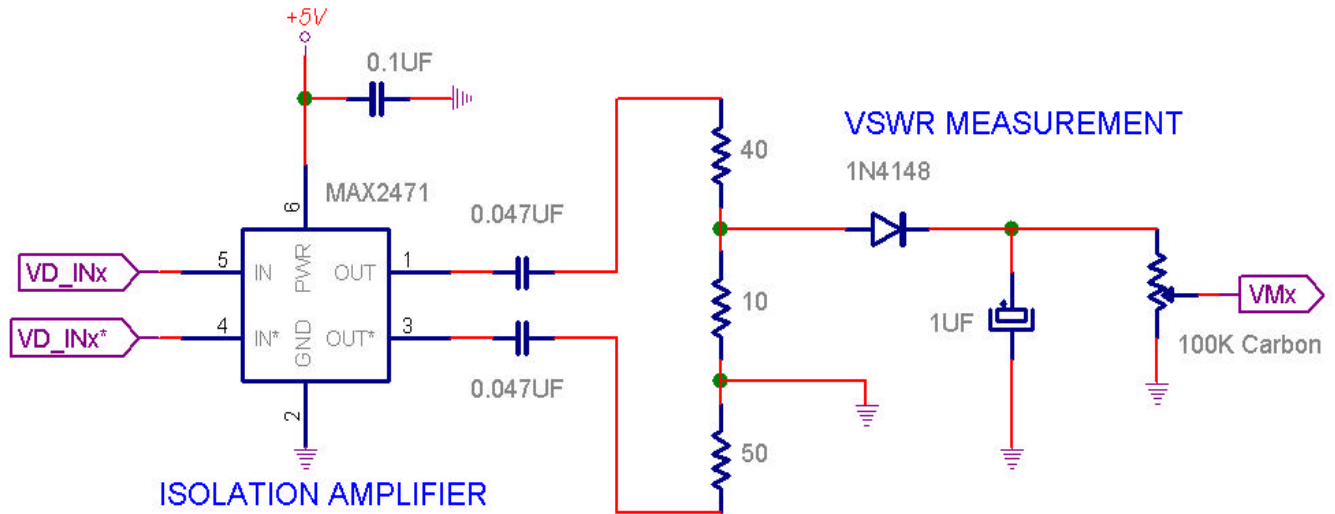 +5V
0.1UF
VSWR MEASUREMENT
40
1N4148
MAX2471
6
0.047UF
VD_INx
5
IN
PWR
OUT
1
10
VMx
VD_INx*
4
IN*
GND
OUT*
3
1UF
100K Carbon
0.047UF
2
50
ISOLATION AMPLIFIER